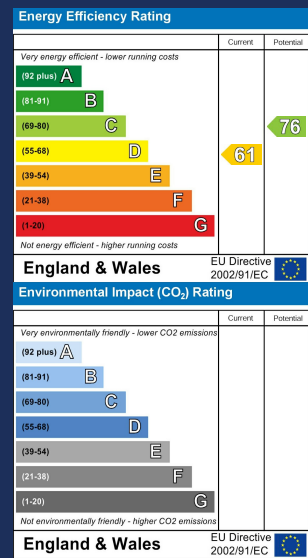 Energy Efficiency Rating
Current Potential
Very energy efficient - lower running costs
(92 plus) A
(81-91) B
(69-80) C
(55-68) D
(39-54) E
(21-38) F
(1-20) G
61
76
Not energy efficient - higher running costs
England & Wales
EU Directive
2002/91/EC
Environmental Impact (CO₂) Rating
Current Potential
Very environmentally friendly - lower CO2 emissions
(92 plus) A
(81-91) B
(69-80) C
(55-68) D
(39-54) E
(21-38) F
(1-20) G
Not environmentally friendly - higher CO2 emissions
England & Wales
EU Directive
2002/91/EC